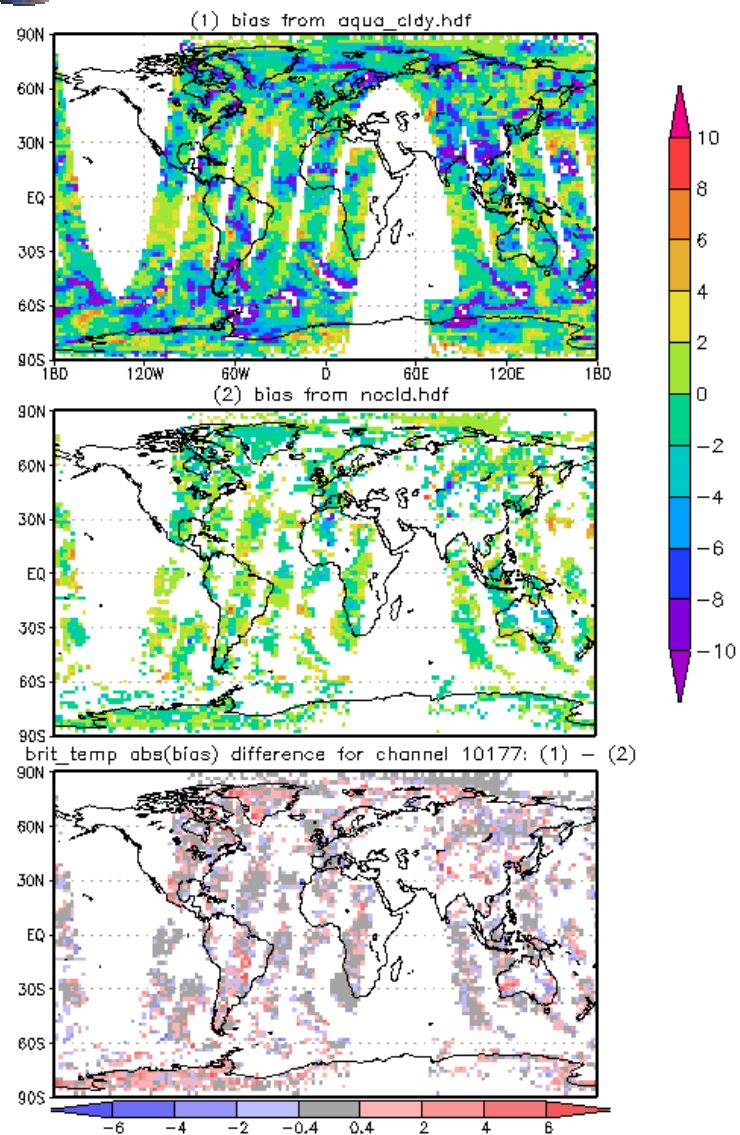 (1) bias from aqua_cldy.hdf
90N
60N
30N
EQ
30S
60S
90S
180 120W 60W 0 60E 120E 180
10
8
6
4
2
0
−2
−4
−6
−8
−10
(2) bias from nocld.hdf
90N
60N
30N
EQ
30S
60S
90S
brit_temp abs(bias) difference for channel 10177: (1) − (2)
90N
60N
30N
EQ
30S
60S
90S
−6 −4 −2 −0.4 0.4 2 4 6